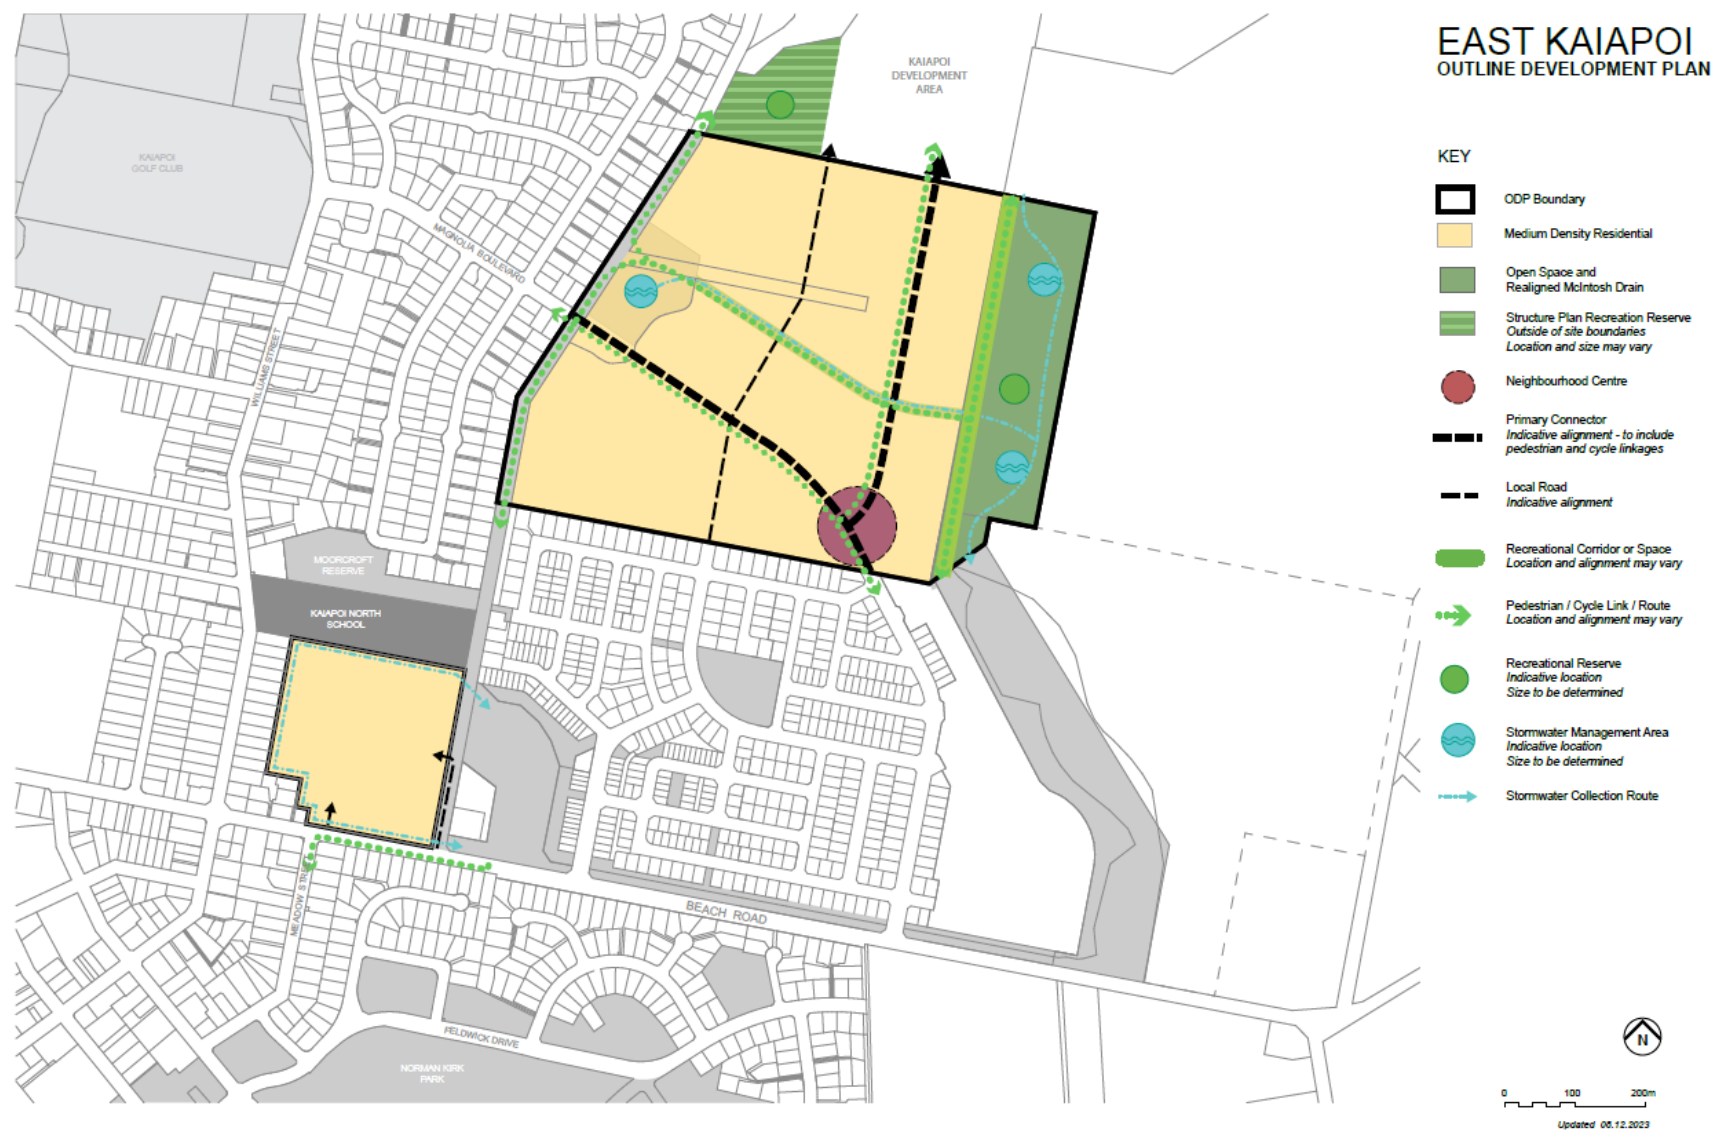 EAST KAIAPOI
OUTLINE DEVELOPMENT PLAN
KAIAPOI
DEVELOPMENT
AREA
KAIAPOI
GOLF CLUB
MAGNOLIA BOULEVARD
WILLIAMS STREET
MOORCROFT
RESERVE
KAIAPOI NORTH
SCHOOL
MEADOW STREET
BEACH ROAD
FELDWICK DRIVE
NORMAN KIRK
PARK
KEY
ODP Boundary
Medium Density Residential
Open Space and
Realigned McIntosh Drain
Structure Plan Recreation Reserve
Outside of site boundaries
Location and size may vary
Neighbourhood Centre
Primary Connector
Indicative alignment - to include
pedestrian and cycle linkages
Local Road
Indicative alignment
Recreational Corridor or Space
Location and alignment may vary
Pedestrian / Cycle Link / Route
Location and alignment may vary
Recreational Reserve
Indicative location
Size to be determined
Stormwater Management Area
Indicative location
Size to be determined
Stormwater Collection Route
N
0 100 200m
Updated 06.12.2023